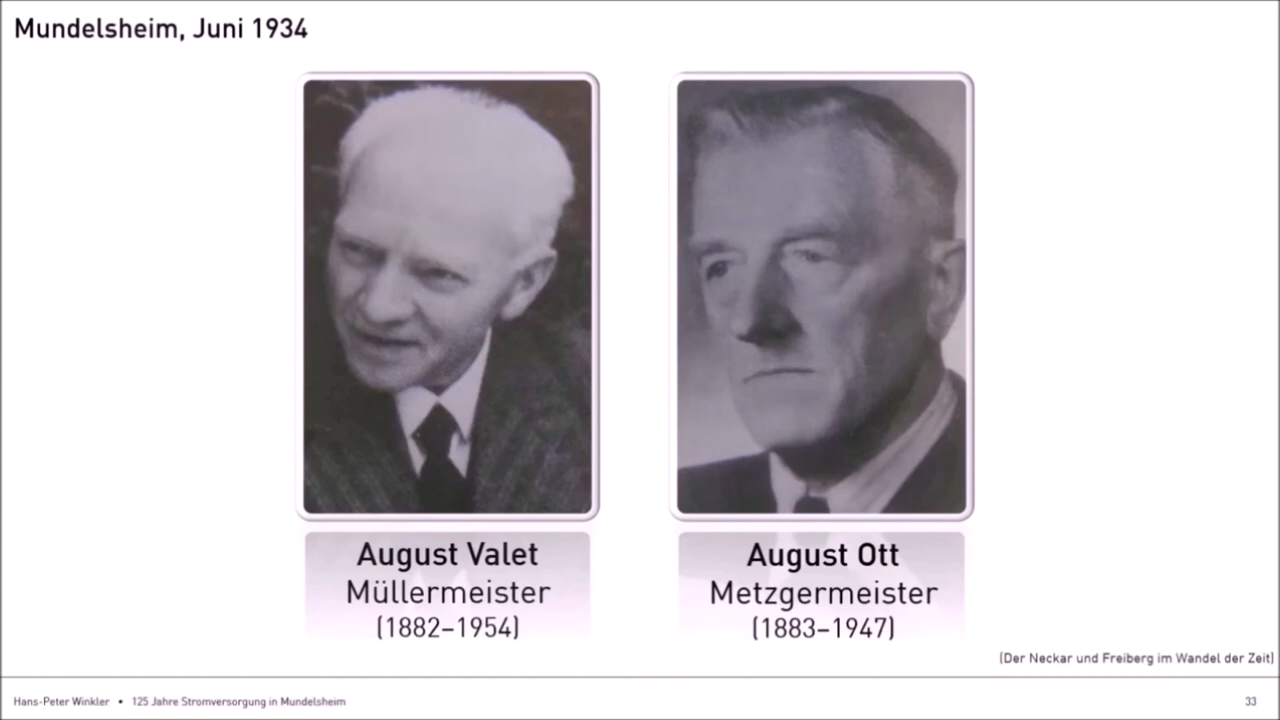 Mundelsheim, Juni 1934
August Valet
Müllermeister
(1882–1954)
August Ott
Metzgermeister
(1883–1947)
(Der Neckar und Freiberg im Wandel der Zeit)
Hans-Peter Winkler • 125 Jahre Stromversorgung in Mundelsheim
33